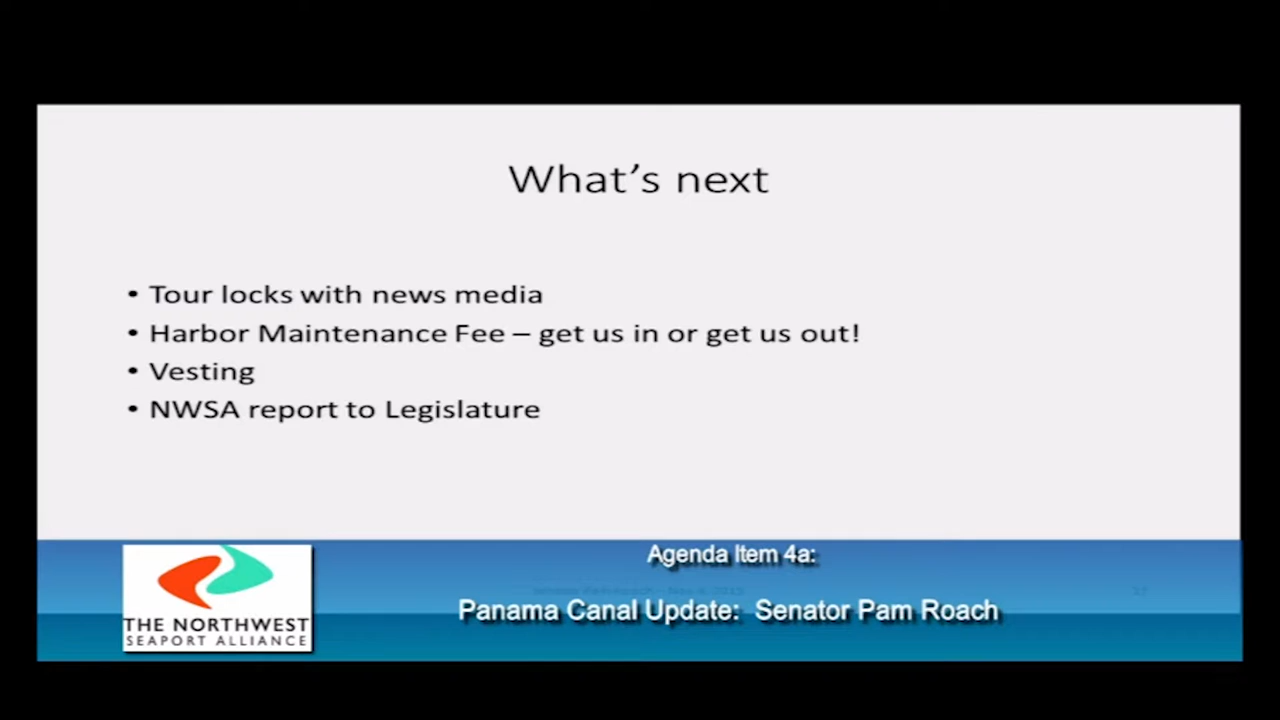 What's next
• Tour locks with news media
• Harbor Maintenance Fee – get us in or get us out!
• Vesting
• NWSA report to Legislature
Agenda Item 4a:
Panama Canal Update: Senator Pam Roach
THE NORTHWEST
SEAPORT ALLIANCE